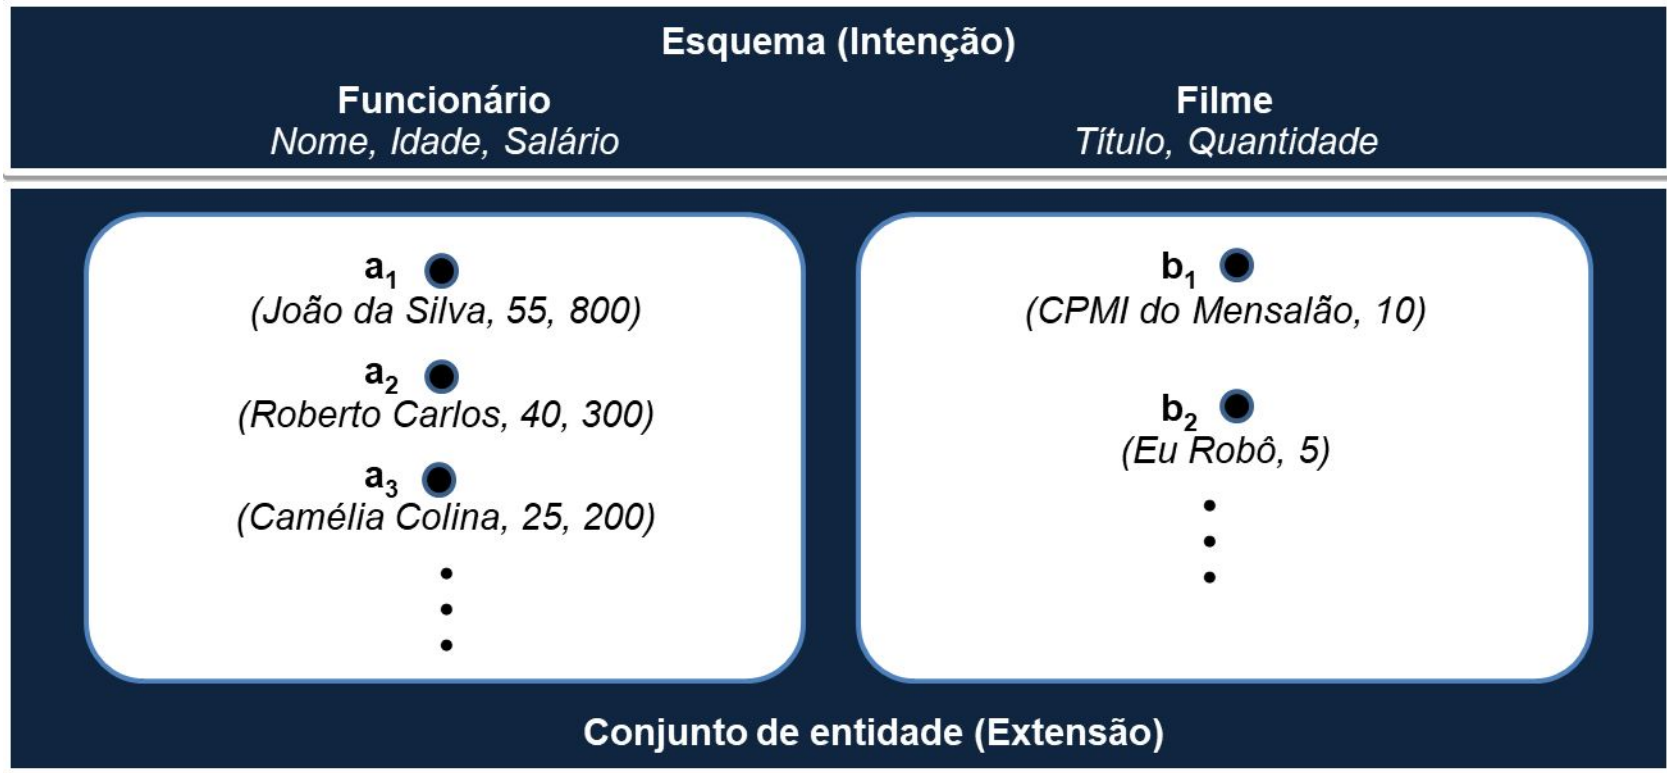 Esquema (Intenção)
Funcionário
Nome, Idade, Salário
Filme
Título, Quantidade
a1
(João da Silva, 55, 800)
a2
(Roberto Carlos, 40, 300)
a3
(Camélia Colina, 25, 200)
b1
(CPMI do Mensalão, 10)
b2
(Eu Robô, 5)
Conjunto de entidade (Extensão)